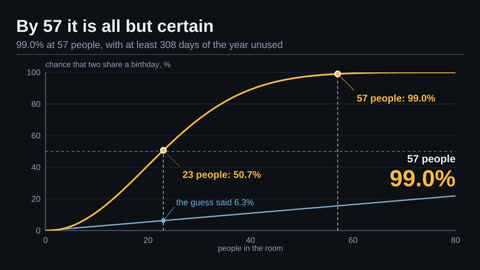 By 57 it is all but certain
99.0% at 57 people, with at least 308 days of the year unused
chance that two share a birthday, %
100
80
60
40
20
0
57 people: 99.0%
23 people: 50.7%
the guess said 6.3%
57 people
99.0%
0
20
40
60
80
people in the room